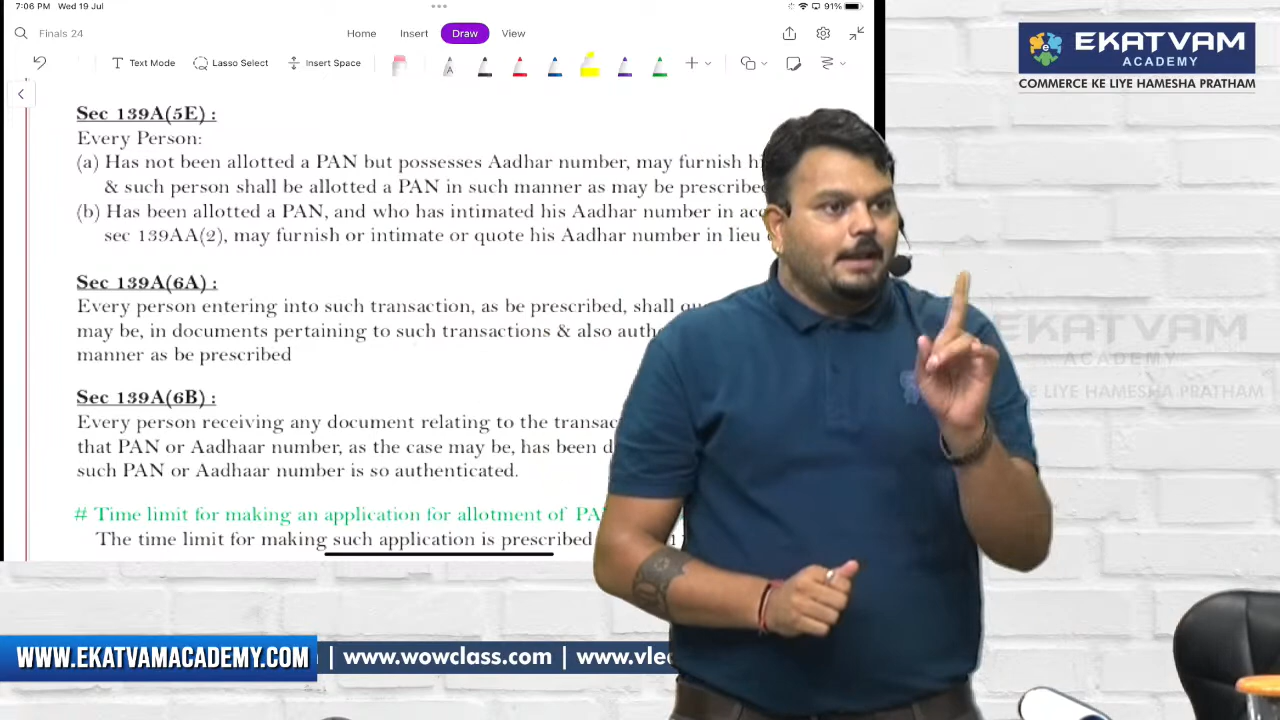 7:06 PM Wed 19 Jul
91%
Finals 24
Home Insert Draw View
Text Mode Lasso Select Insert Space
EKATVAM
ACADEMY
COMMERCE KE LIYE HAMESHA PRATHAM
Sec 139A(5E) :
Every Person:
(a) Has not been allotted a PAN but possesses Aadhar number, may furnish
& such person shall be allotted a PAN in such manner as may be prescribed
(b) Has been allotted a PAN, and who has intimated his Aadhar number in
sec 139AA(2), may furnish or intimate or quote his Aadhar number in lieu
Sec 139A(6A) :
Every person entering into such transaction, as be prescribed, shall
may be, in documents pertaining to such transactions & also
manner as be prescribed
Sec 139A(6B) :
Every person receiving any document relating to the
that PAN or Aadhaar number, as the case may be, has been
such PAN or Aadhaar number is so authenticated.
# Time limit for making an application for allotment of
The time limit for making such application is prescribed
EKATVAM
ACADEMY
E LIYE HAMESHA PRATHAM
WWW.EKATVAMACADEMY.COM | www.wowclass.com |